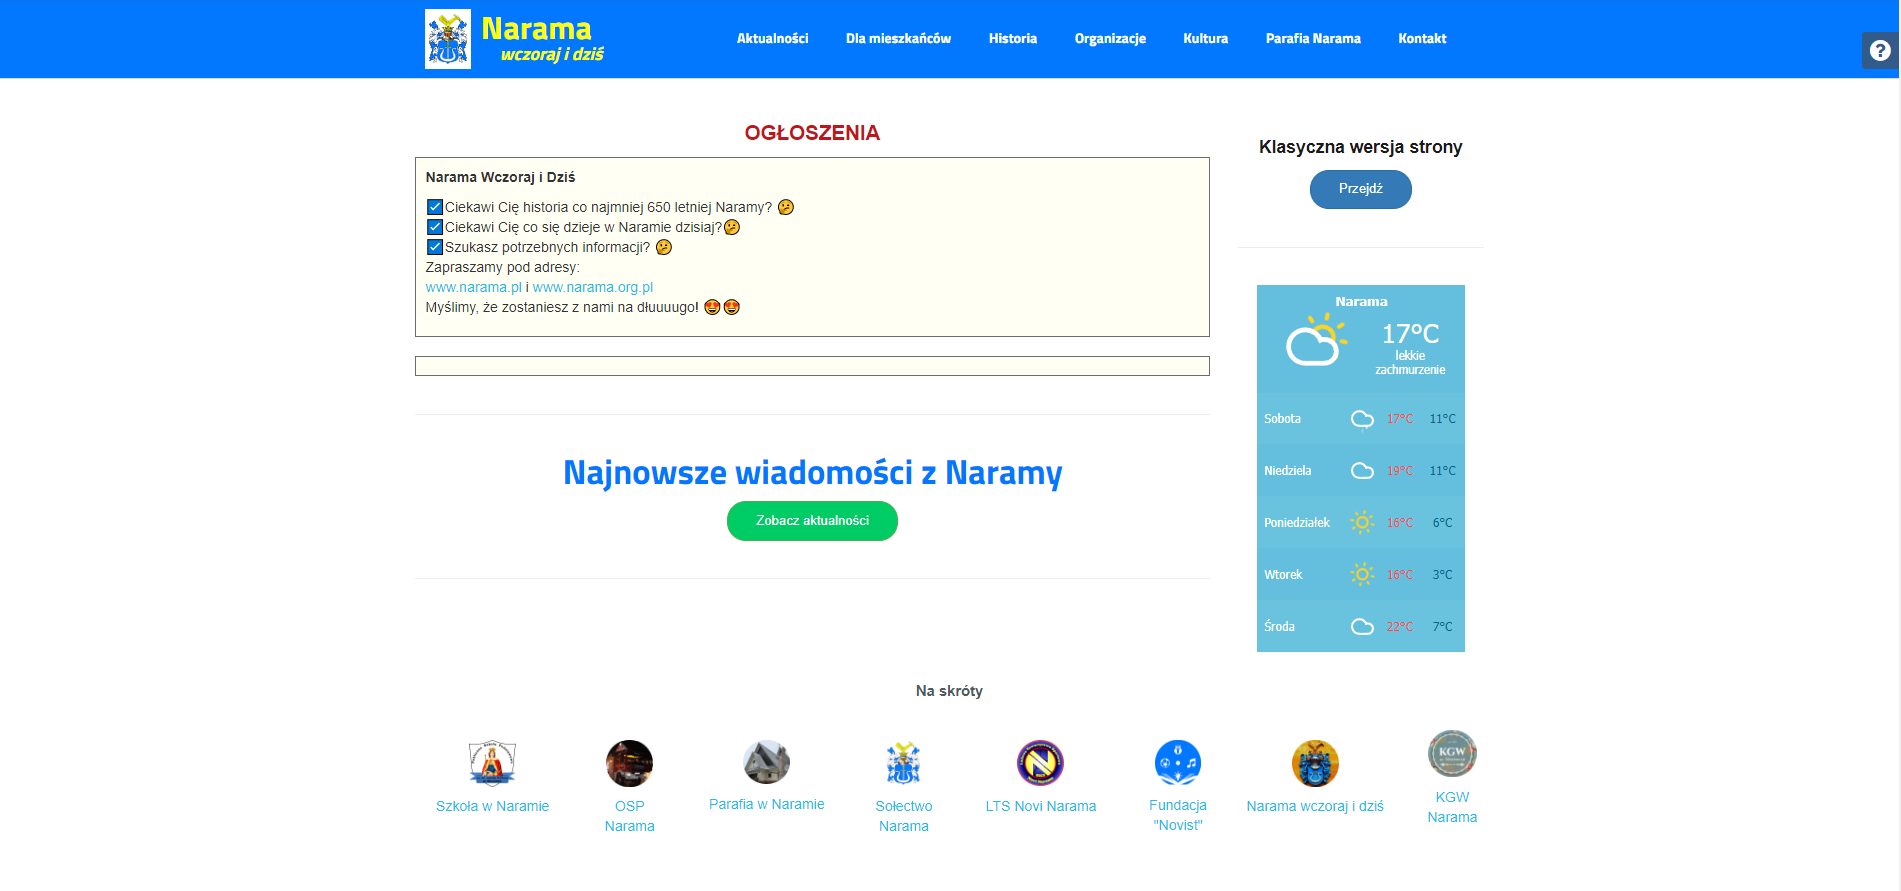 Narama
wczoraj i dziś
Aktualności
Dla mieszkańców
Historia
Organizacje
Kultura
Parafia Narama
Kontakt
OGŁOSZENIA
Narama Wczoraj i Dziś
☑️Ciekawi Cię historia co najmniej 650 letniej Naramy? 🤔
☑️Ciekawi Cię co się dzieje w Naramie dzisiaj?🤔
☑️Szukasz potrzebnych informacji? 🤔
Zapraszamy pod adresy:
www.narama.pl i www.narama.org.pl
Myślimy, że zostaniesz z nami na dłuuuugo! 😍😍
Najnowsze wiadomości z Naramy
Zobacz aktualności
Klasyczna wersja strony
Przejdź
Narama
17°C
lekkie
zachmurzenie
Sobota 17°C 11°C
Niedziela 19°C 11°C
Poniedziałek 16°C 6°C
Wtorek 16°C 3°C
Środa 22°C 7°C
Na skróty
Szkoła w Naramie
OSP
Narama
Parafia w Naramie
Sołectwo
Narama
LTS Novi Narama
Fundacja
"Novist"
Narama wczoraj i dziś
KGW
KGW
Narama